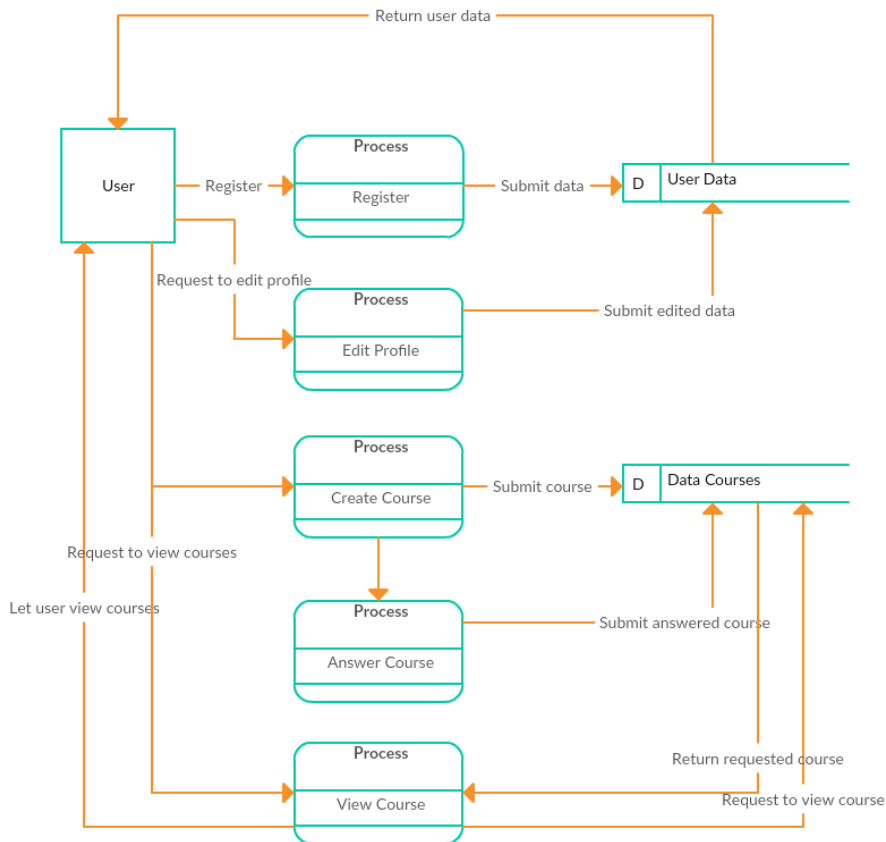 Return user data
Process
User
Register
Register
Submit data
D
User Data
Request to edit profile
Process
Edit Profile
Submit edited data
Process
Create Course
Submit course
D
Data Courses
Request to view courses
Let user view courses
Process
Answer Course
Submit answered course
Process
View Course
Return requested course
Request to view course